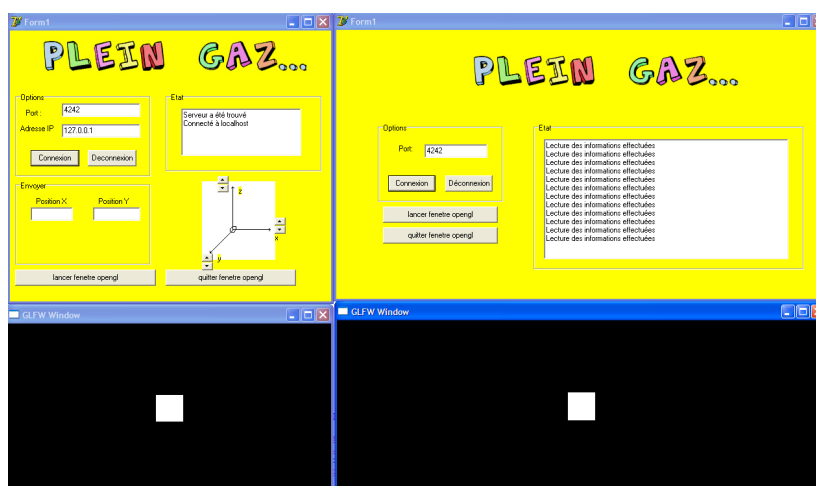 Form1
PLEIN GAZ...
Options
Port :
4242
Adresse IP
127.0.0.1
Connexion
Deconnexion
Etat
Serveur a été trouvé
Connecté à localhost
Envoyer
Position X
Position Y
z
x
y
lancer fenetre opengl
quitter fenetre opengl
Form1
PLEIN GAZ...
Options
Port:
4242
Connexion
Déconnexion
lancer fenetre opengl
quitter fenetre opengl
Etat
Lecture des informations effectuées
Lecture des informations effectuées
Lecture des informations effectuées
Lecture des informations effectuées
Lecture des informations effectuées
Lecture des informations effectuées
Lecture des informations effectuées
Lecture des informations effectuées
Lecture des informations effectuées
Lecture des informations effectuées
Lecture des informations effectuées
Lecture des informations effectuées
GLFW Window
GLFW Window